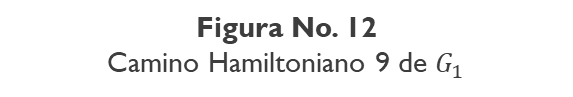 Figura No. 12
Camino Hamiltoniano 9 de G₁